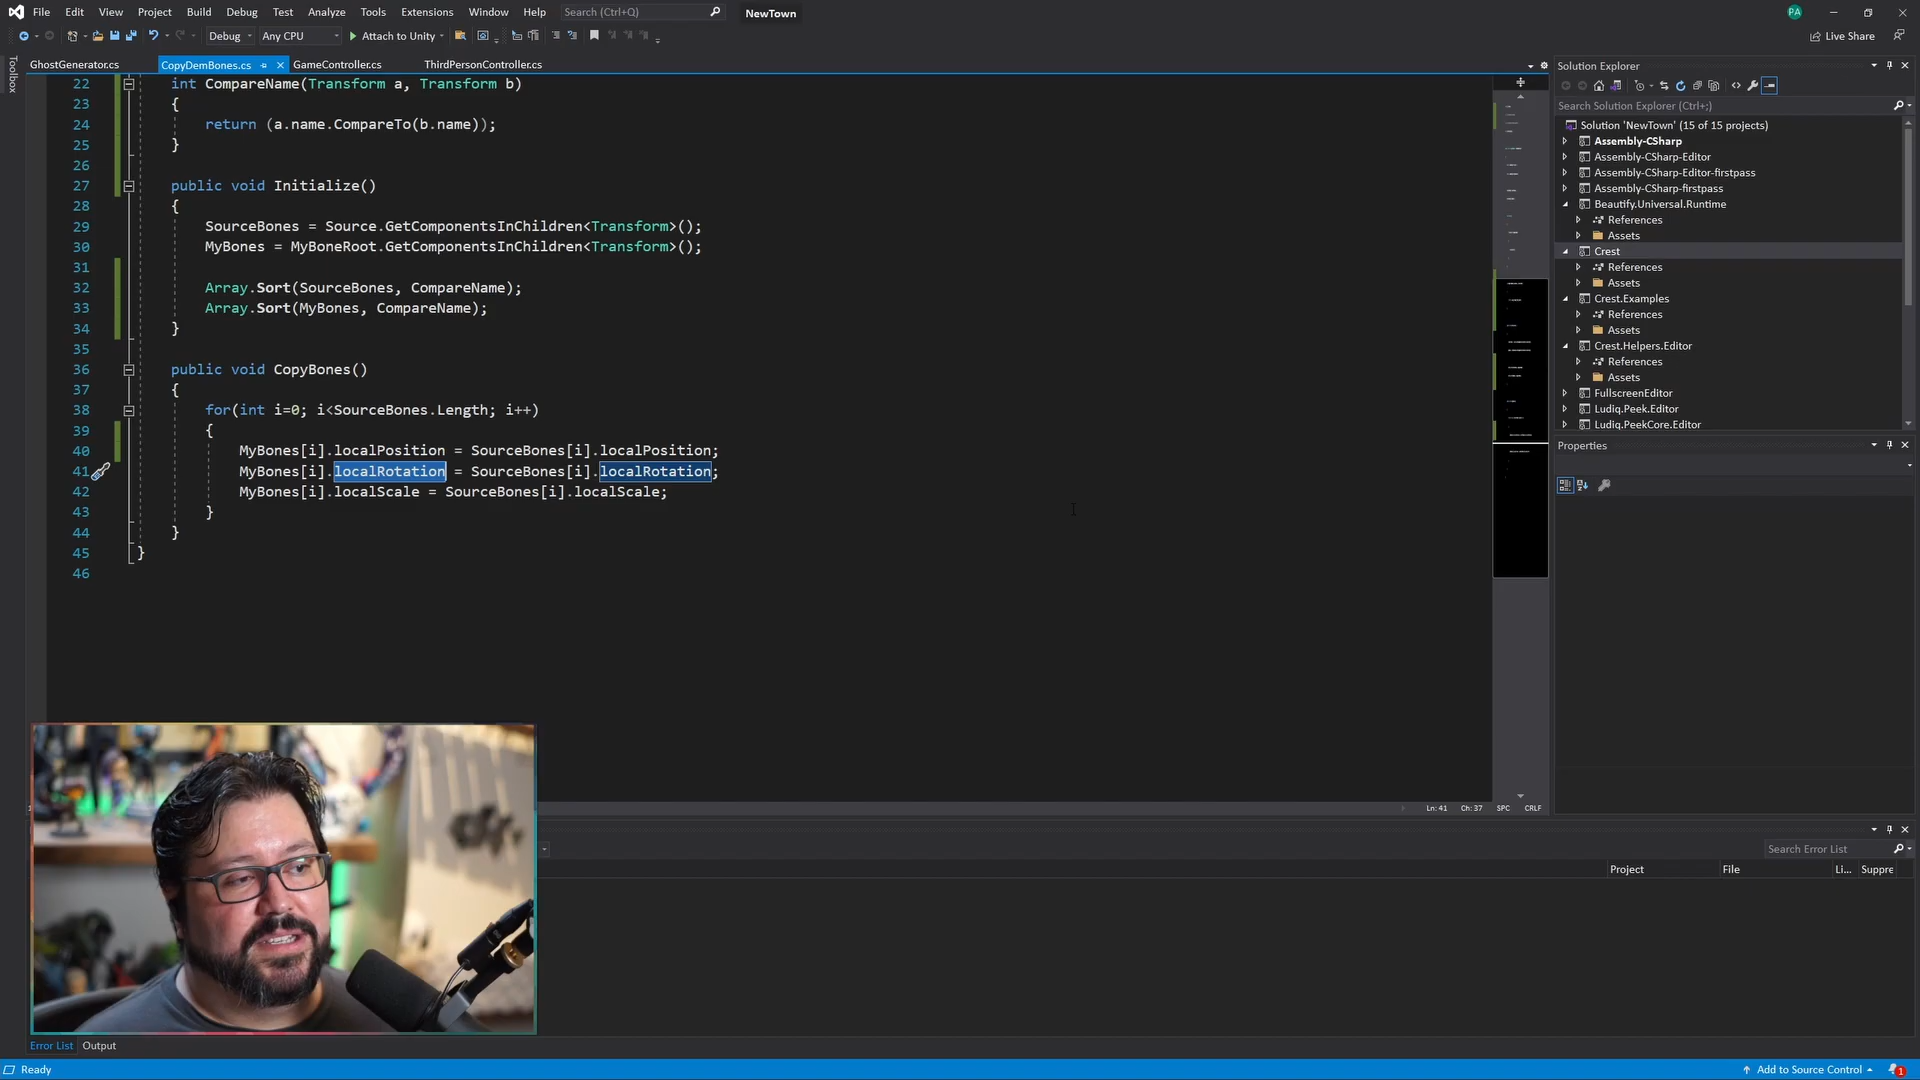 File Edit View Project Build Debug Test Analyze Tools Extensions Window Help Search (Ctrl+Q) NewTown PA
Debug Any CPU Attach to Unity Live Share
Toolbox
GhostGenerator.cs CopyDemBones.cs GameController.cs ThirdPersonController.cs
22 int CompareName(Transform a, Transform b)
23 {
24 return (a.name.CompareTo(b.name));
25 }
26
27 public void Initialize()
28 {
29 SourceBones = Source.GetComponentsInChildren<Transform>();
30 MyBones = MyBoneRoot.GetComponentsInChildren<Transform>();
31
32 Array.Sort(SourceBones, CompareName);
33 Array.Sort(MyBones, CompareName);
34 }
35
36 public void CopyBones()
37 {
38 for(int i=0; i<SourceBones.Length; i++)
39 {
40 MyBones[i].localPosition = SourceBones[i].localPosition;
41 MyBones[i].localRotation = SourceBones[i].localRotation;
42 MyBones[i].localScale = SourceBones[i].localScale;
43 }
44 }
45 }
46
Ln: 41 Ch: 37 SPC CRLF
Solution Explorer
Search Solution Explorer (Ctrl+;)
Solution 'NewTown' (15 of 15 projects)
Assembly-CSharp
Assembly-CSharp-Editor
Assembly-CSharp-Editor-firstpass
Assembly-CSharp-firstpass
Beautify.Universal.Runtime
References
Assets
Crest
References
Assets
Crest.Examples
References
Assets
Crest.Helpers.Editor
References
Assets
FullscreenEditor
Ludiq.Peek.Editor
Ludiq.PeekCore.Editor
Properties
Search Error List
Project File Li... Suppre
Error List Output
Ready Add to Source Control 1